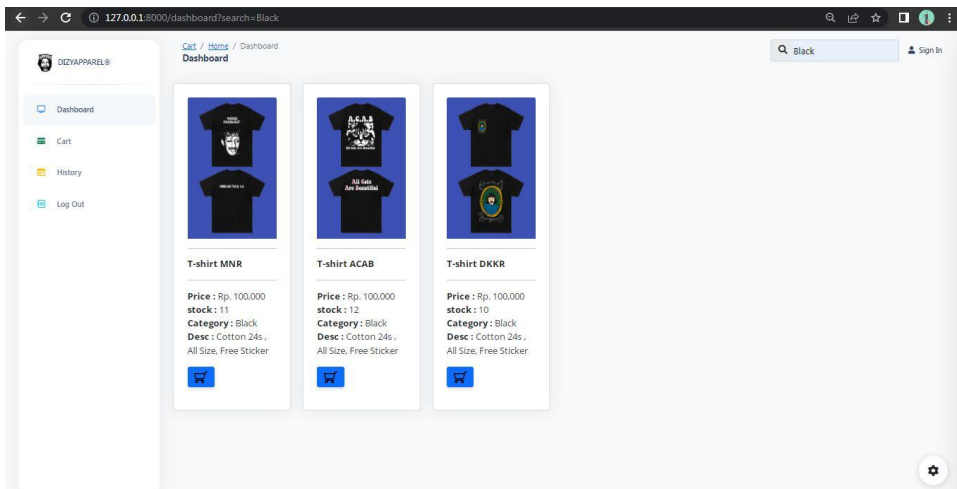 127.0.0.1:8000/dashboard?search=Black
DIZYAPPAREL®
Cart / Home / Dashboard
Dashboard
Black
Sign In
Dashboard
Cart
History
Log Out
A.C.A.B
All Cats Are Beautiful
All Cats
Are Beautiful
T-shirt MNR
Price : Rp. 100,000
stock : 11
Category : Black
Desc : Cotton 24s ,
All Size, Free Sticker
T-shirt ACAB
Price : Rp. 100,000
stock : 12
Category : Black
Desc : Cotton 24s ,
All Size, Free Sticker
T-shirt DKKR
Price : Rp. 100,000
stock : 10
Category : Black
Desc : Cotton 24s ,
All Size, Free Sticker